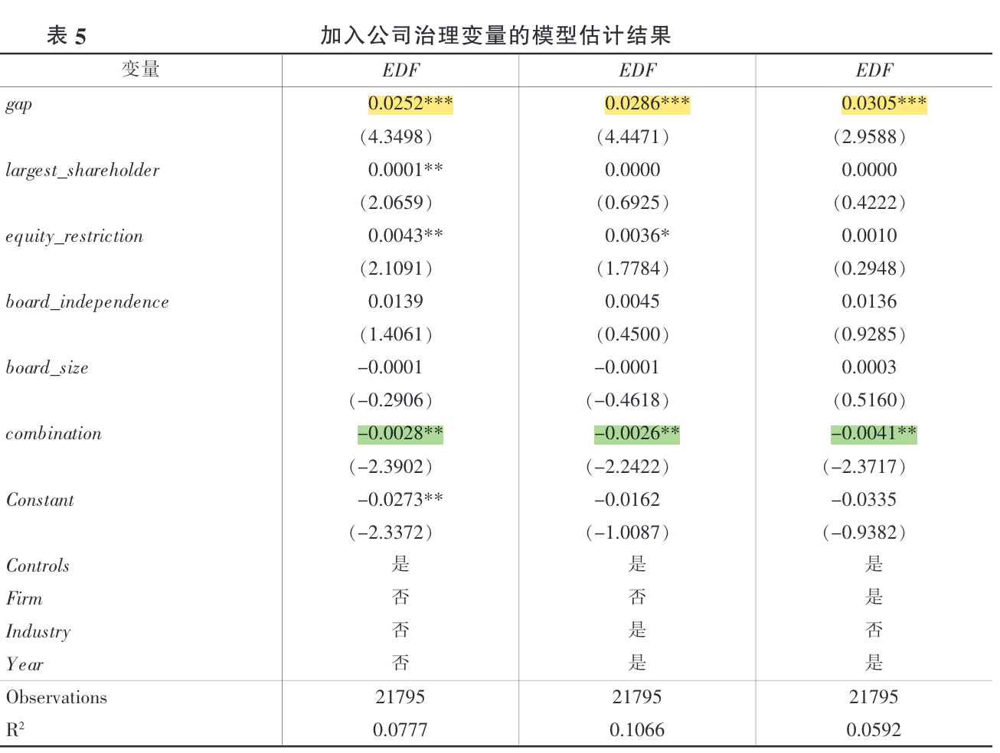 表 5 加入公司治理变量的模型估计结果
变量 EDF EDF EDF
gap 0.0252*** 0.0286*** 0.0305***
(4.3498) (4.4471) (2.9588)
largest_shareholder 0.0001** 0.0000 0.0000
(2.0659) (0.6925) (0.4222)
equity_restriction 0.0043** 0.0036* 0.0010
(2.1091) (1.7784) (0.2948)
board_independence 0.0139 0.0045 0.0136
(1.4061) (0.4500) (0.9285)
board_size -0.0001 -0.0001 0.0003
(-0.2906) (-0.4618) (0.5160)
combination -0.0028** -0.0026** -0.0041**
(-2.3902) (-2.2422) (-2.3717)
Constant -0.0273** -0.0162 -0.0335
(-2.3372) (-1.0087) (-0.9382)
Controls 是 是 是
Firm 否 否 是
Industry 否 是 否
Year 否 是 是
Observations 21795 21795 21795
R² 0.0777 0.1066 0.0592